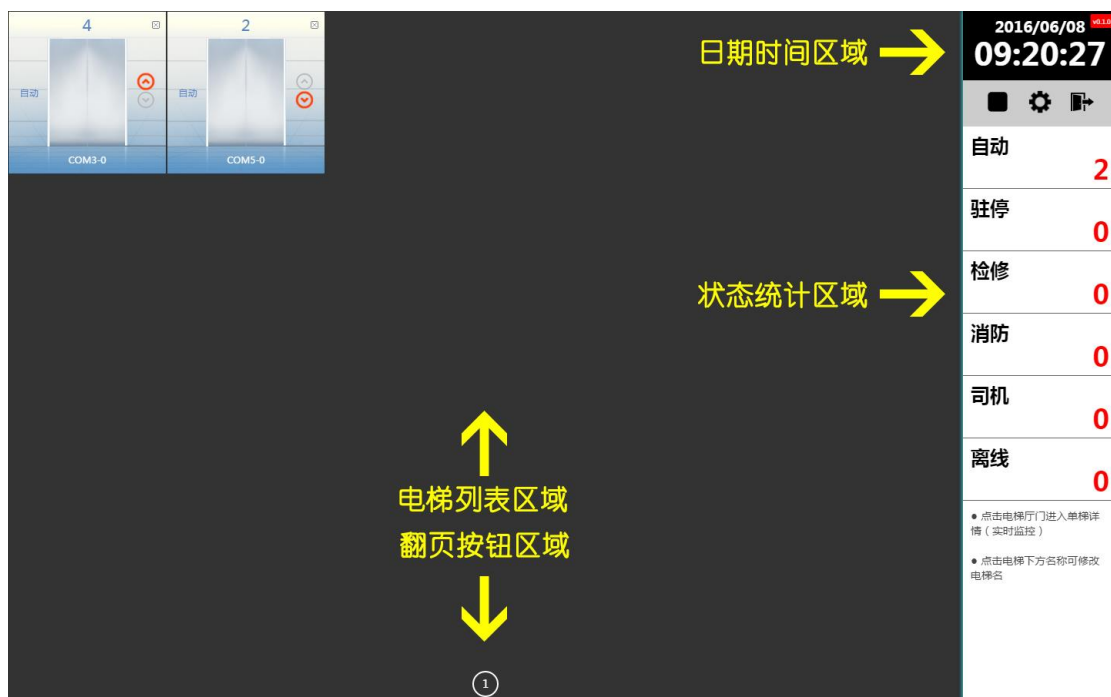 4
2
自动
自动
COM3-0
COM5-0
日期时间区域
状态统计区域
电梯列表区域
翻页按钮区域
1
2016/06/08
v0.1.0
09:20:27
自动
2
驻停
0
检修
0
消防
0
司机
0
离线
0
● 点击电梯厅门进入单梯详
情（实时监控）
● 点击电梯下方名称可修改
电梯名